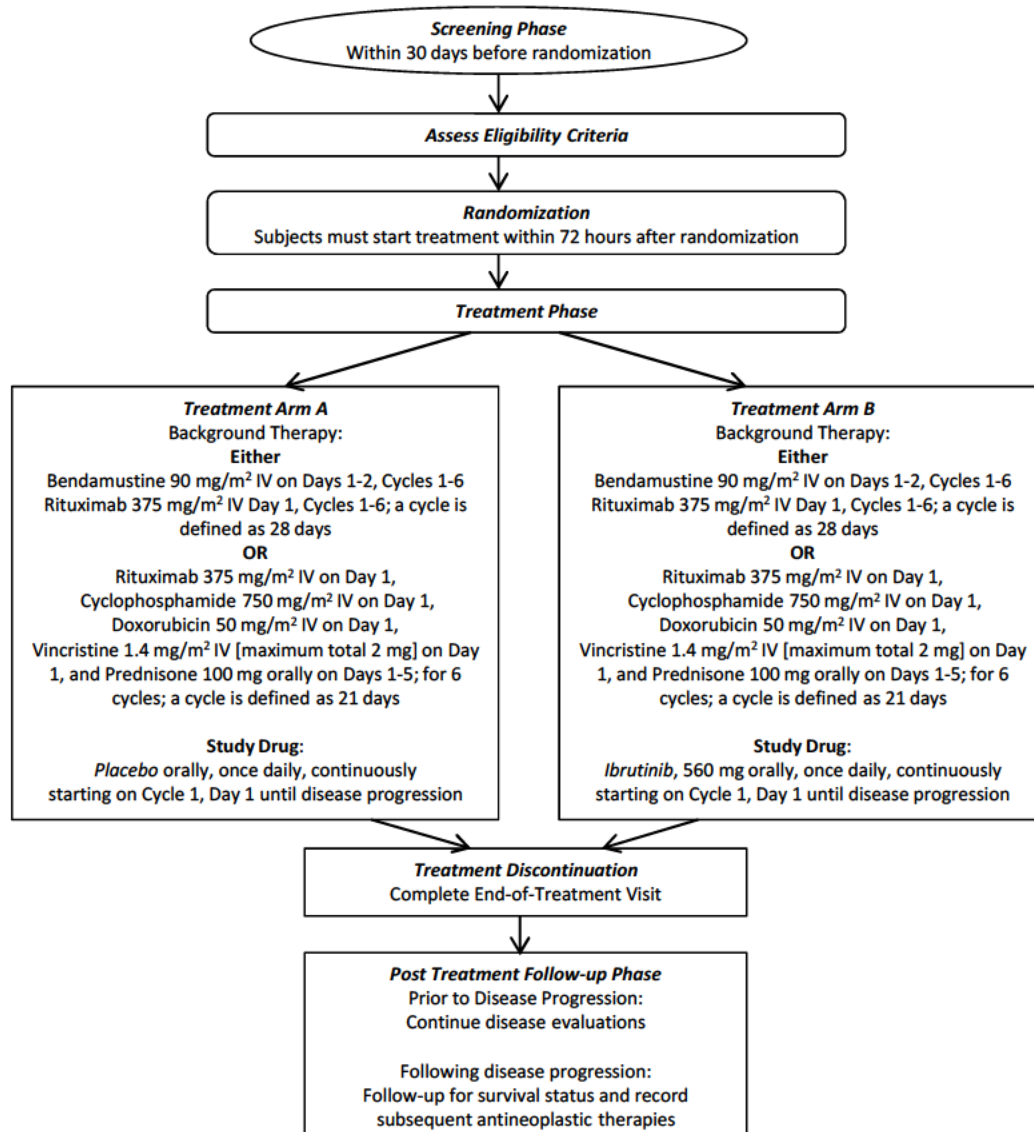 Screening Phase
Within 30 days before randomization
Assess Eligibility Criteria
Randomization
Subjects must start treatment within 72 hours after randomization
Treatment Phase
Treatment Arm A
Background Therapy:
Either
Bendamustine 90 mg/m² IV on Days 1-2, Cycles 1-6
Rituximab 375 mg/m² IV Day 1, Cycles 1-6; a cycle is
defined as 28 days
OR
Rituximab 375 mg/m² IV on Day 1,
Cyclophosphamide 750 mg/m² IV on Day 1,
Doxorubicin 50 mg/m² IV on Day 1,
Vincristine 1.4 mg/m² IV [maximum total 2 mg] on Day
1, and Prednisone 100 mg orally on Days 1-5; for 6
cycles; a cycle is defined as 21 days
Study Drug:
Placebo orally, once daily, continuously
starting on Cycle 1, Day 1 until disease progression
Treatment Arm B
Background Therapy:
Either
Bendamustine 90 mg/m² IV on Days 1-2, Cycles 1-6
Rituximab 375 mg/m² IV Day 1, Cycles 1-6; a cycle is
defined as 28 days
OR
Rituximab 375 mg/m² IV on Day 1,
Cyclophosphamide 750 mg/m² IV on Day 1,
Doxorubicin 50 mg/m² IV on Day 1,
Vincristine 1.4 mg/m² IV [maximum total 2 mg] on Day
1, and Prednisone 100 mg orally on Days 1-5; for 6
cycles; a cycle is defined as 21 days
Study Drug:
Ibrutinib, 560 mg orally, once daily, continuously
starting on Cycle 1, Day 1 until disease progression
Treatment Discontinuation
Complete End-of-Treatment Visit
Post Treatment Follow-up Phase
Prior to Disease Progression:
Continue disease evaluations
Following disease progression:
Follow-up for survival status and record
subsequent antineoplastic therapies